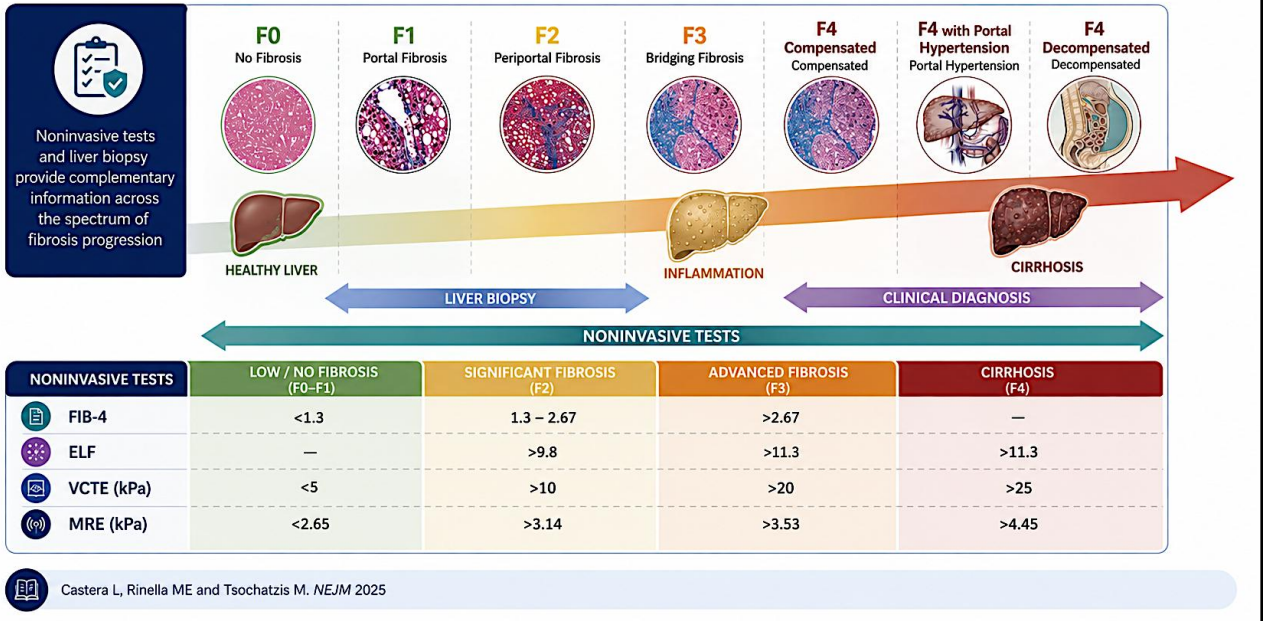 Noninvasive tests
and liver biopsy
provide complementary
information across
the spectrum of
fibrosis progression
F0
No Fibrosis
F1
Portal Fibrosis
F2
Periportal Fibrosis
F3
Bridging Fibrosis
F4
Compensated
Compensated
F4 with Portal
Hypertension
Portal Hypertension
F4
Decompensated
Decompensated
HEALTHY LIVER
INFLAMMATION
CIRRHOSIS
LIVER BIOPSY
CLINICAL DIAGNOSIS
NONINVASIVE TESTS
NONINVASIVE TESTS
LOW / NO FIBROSIS
(F0–F1)
SIGNIFICANT FIBROSIS
(F2)
ADVANCED FIBROSIS
(F3)
CIRRHOSIS
(F4)
FIB-4 <1.3 1.3 – 2.67 >2.67 —
ELF — >9.8 >11.3 >11.3
VCTE (kPa) <5 >10 >20 >25
MRE (kPa) <2.65 >3.14 >3.53 >4.45
Castera L, Rinella ME and Tsochatzis M. NEJM 2025